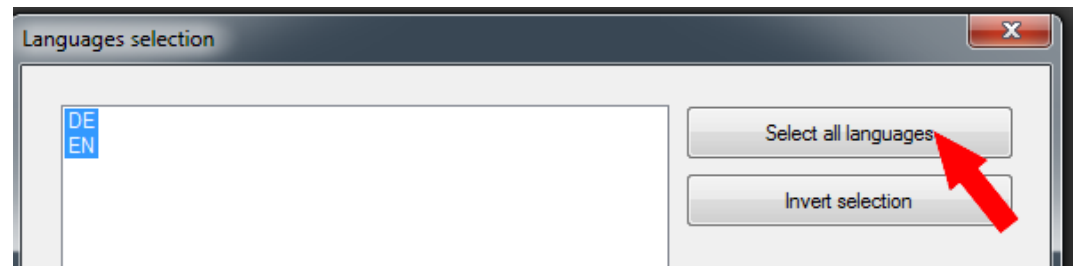 Languages selection
DE
EN
Select all languages
Invert selection